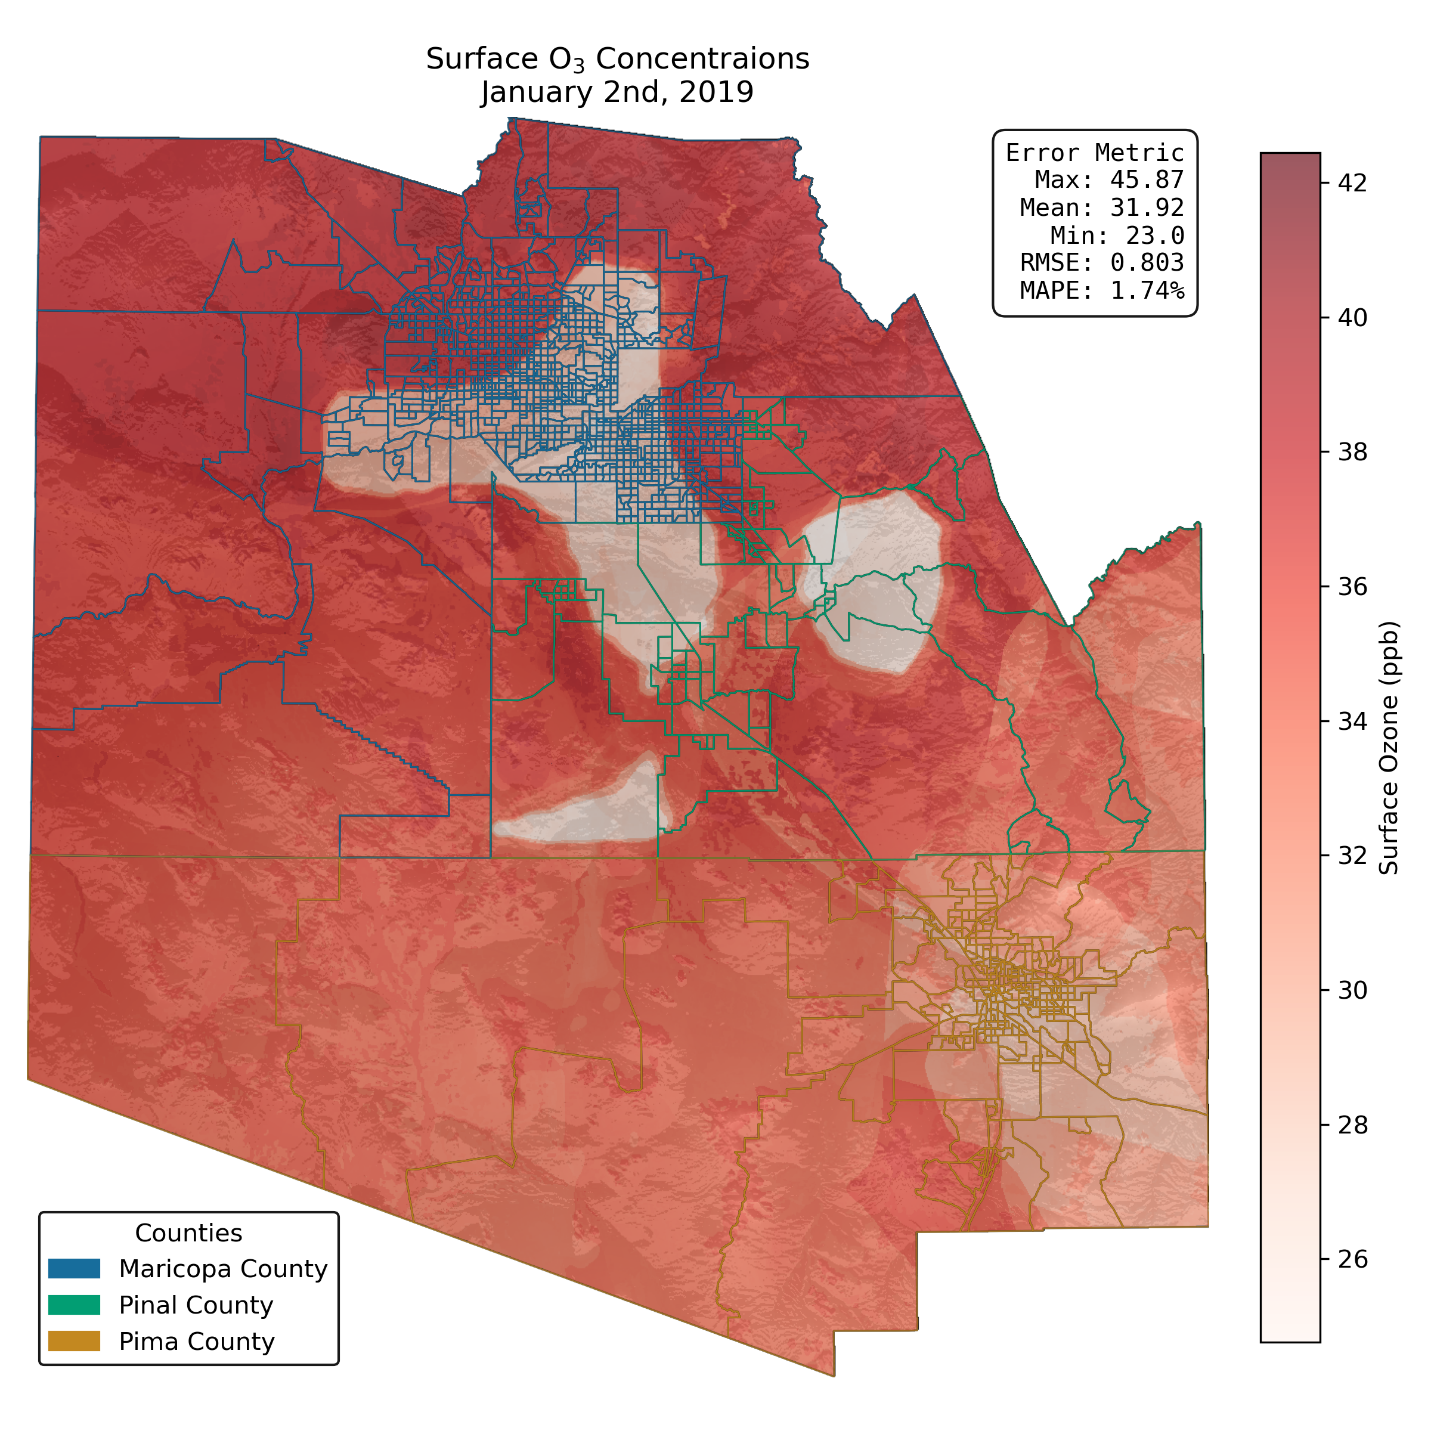 Surface O₃ Concentraions
January 2nd, 2019
Error Metric
Max: 45.87
Mean: 31.92
Min: 23.0
RMSE: 0.803
MAPE: 1.74%
42
40
38
36
34
32
30
28
26
Surface Ozone (ppb)
Counties
Maricopa County
Pinal County
Pima County